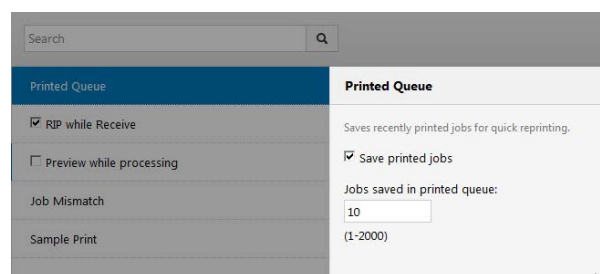 Search
Printed Queue
RIP while Receive
Preview while processing
Job Mismatch
Sample Print
Printed Queue
Saves recently printed jobs for quick reprinting.
Save printed jobs
Jobs saved in printed queue:
10
(1-2000)